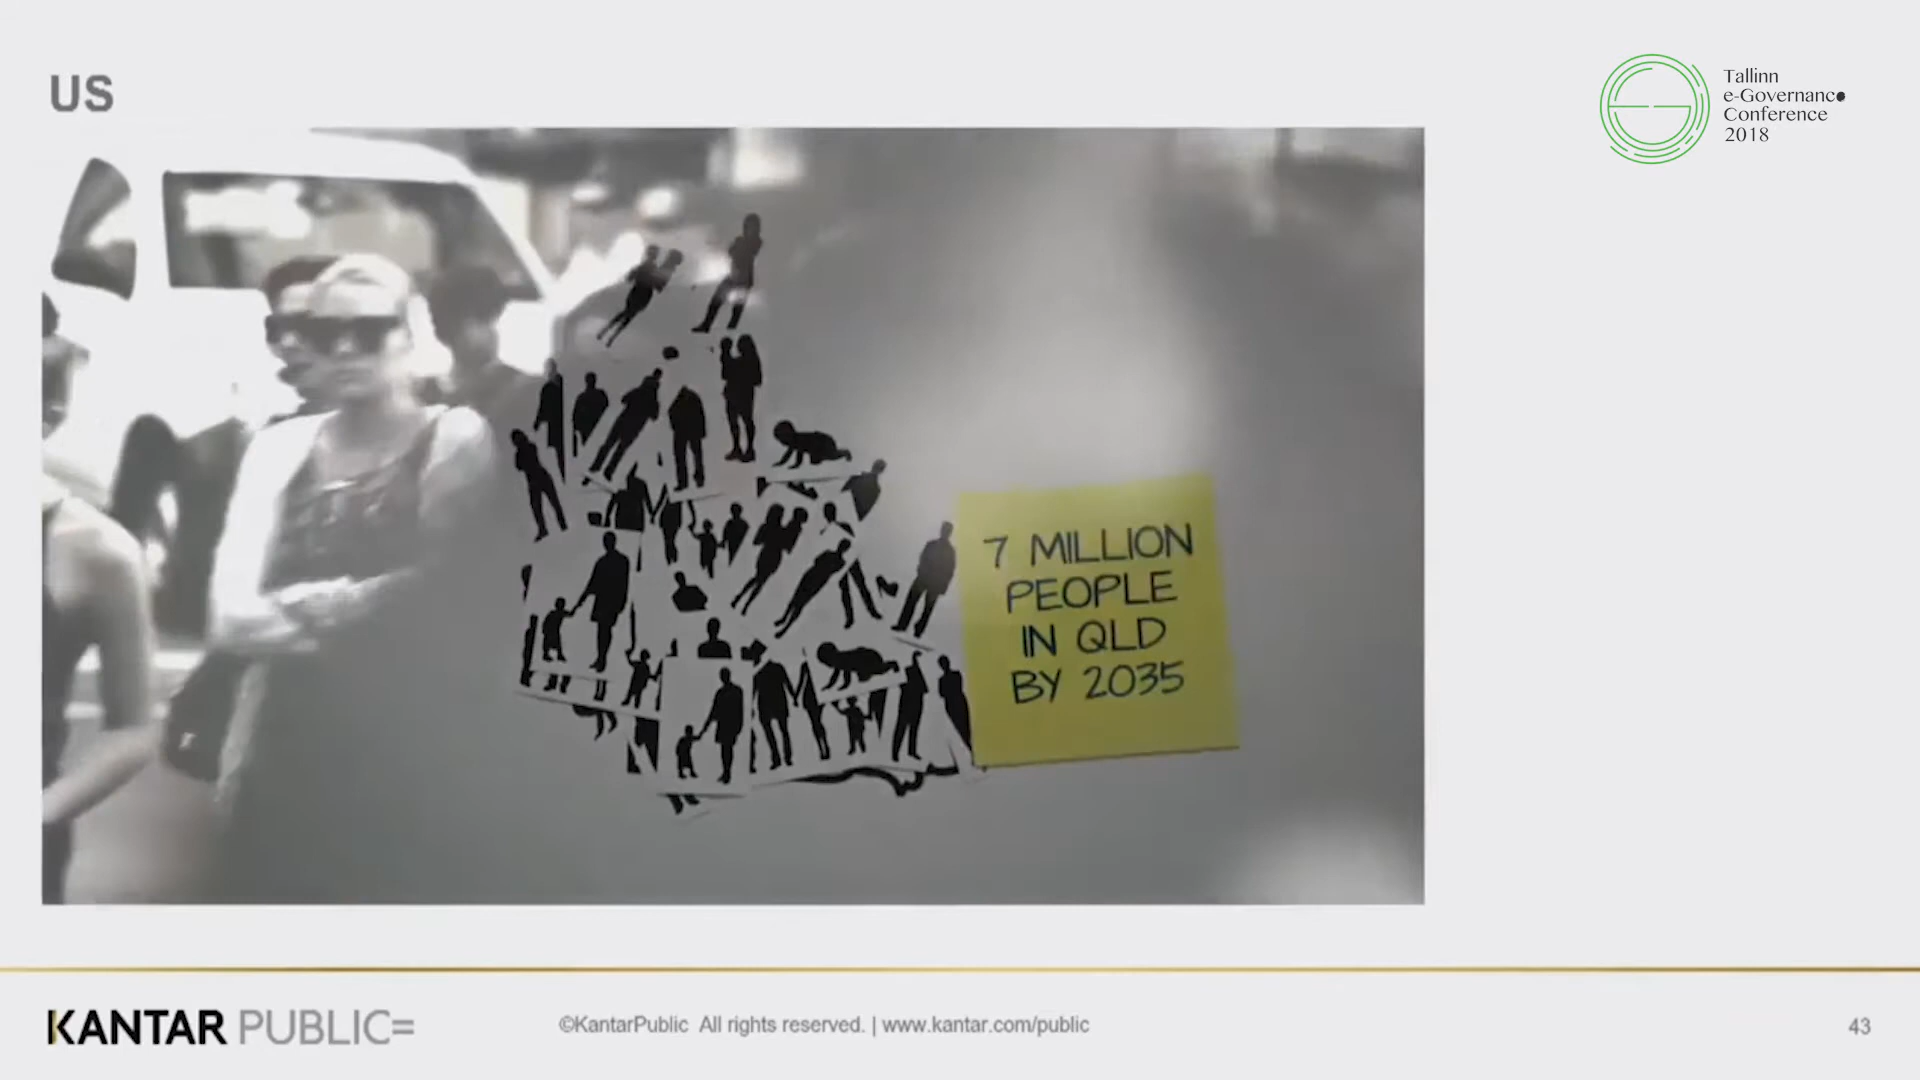 US
Tallinn
e-Governance
Conference
2018
7 MILLION
PEOPLE
IN QLD
BY 2035
KANTAR PUBLIC=
©KantarPublic All rights reserved. | www.kantar.com/public
43